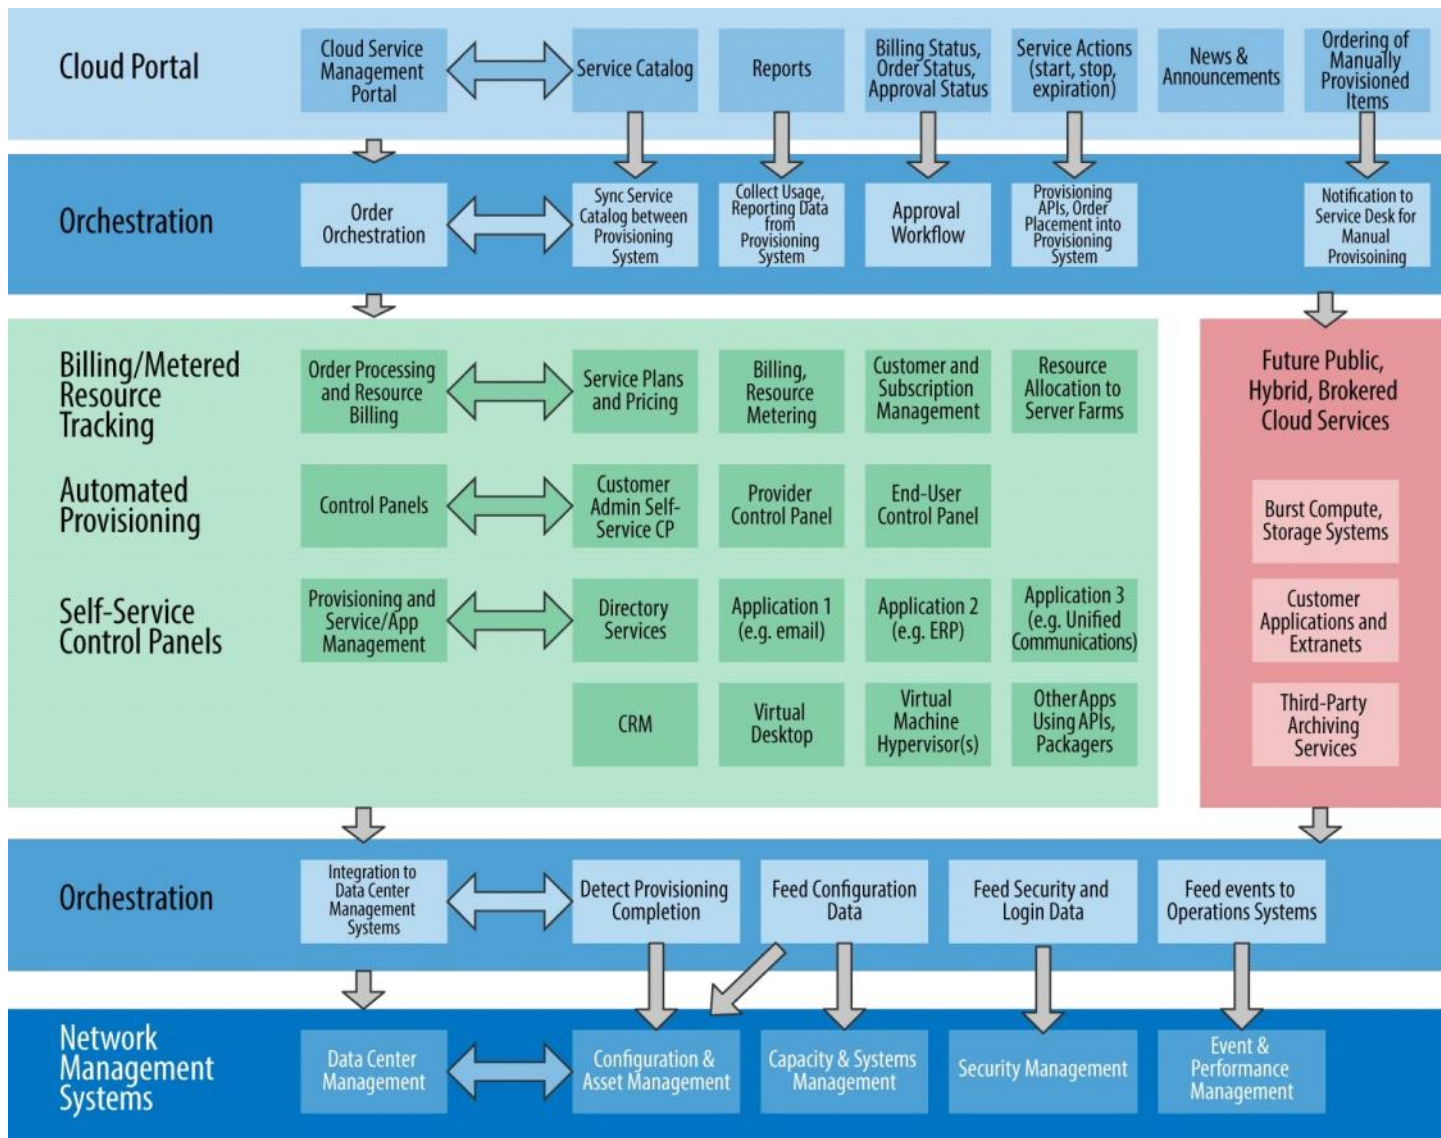 Cloud Portal
Cloud Service
Management
Portal
Service Catalog
Reports
Billing Status,
Order Status,
Approval Status
Service Actions
(start, stop,
expiration)
News &
Announcements
Ordering of
Manually
Provisioned
Items
Orchestration
Order
Orchestration
Sync Service
Catalog between
Provisioning
System
Collect Usage,
Reporting Data
from
Provisioning
System
Approval
Workflow
Provisioning
APIs, Order
Placement into
Provisioning
System
Notification to
Service Desk for
Manual
Provisoining
Billing/Metered
Resource
Tracking
Order Processing
and Resource
Billing
Service Plans
and Pricing
Billing,
Resource
Metering
Customer and
Subscription
Management
Resource
Allocation to
Server Farms
Future Public,
Hybrid, Brokered
Cloud Services
Automated
Provisioning
Control Panels
Customer
Admin Self-
Service CP
Provider
Control Panel
End-User
Control Panel
Burst Compute,
Storage Systems
Self-Service
Control Panels
Provisioning and
Service/App
Management
Directory
Services
Application 1
(e.g. email)
Application 2
(e.g. ERP)
Application 3
(e.g. Unified
Communications)
Customer
Applications and
Extranets
CRM
Virtual
Desktop
Virtual
Machine
Hypervisor(s)
Other Apps
Using APIs,
Packagers
Third-Party
Archiving
Services
Orchestration
Integration to
Data Center
Management
Systems
Detect Provisioning
Completion
Feed Configuration
Data
Feed Security and
Login Data
Feed events to
Operations Systems
Network
Management
Systems
Data Center
Management
Configuration &
Asset Management
Capacity & Systems
Management
Security Management
Event &
Performance
Management